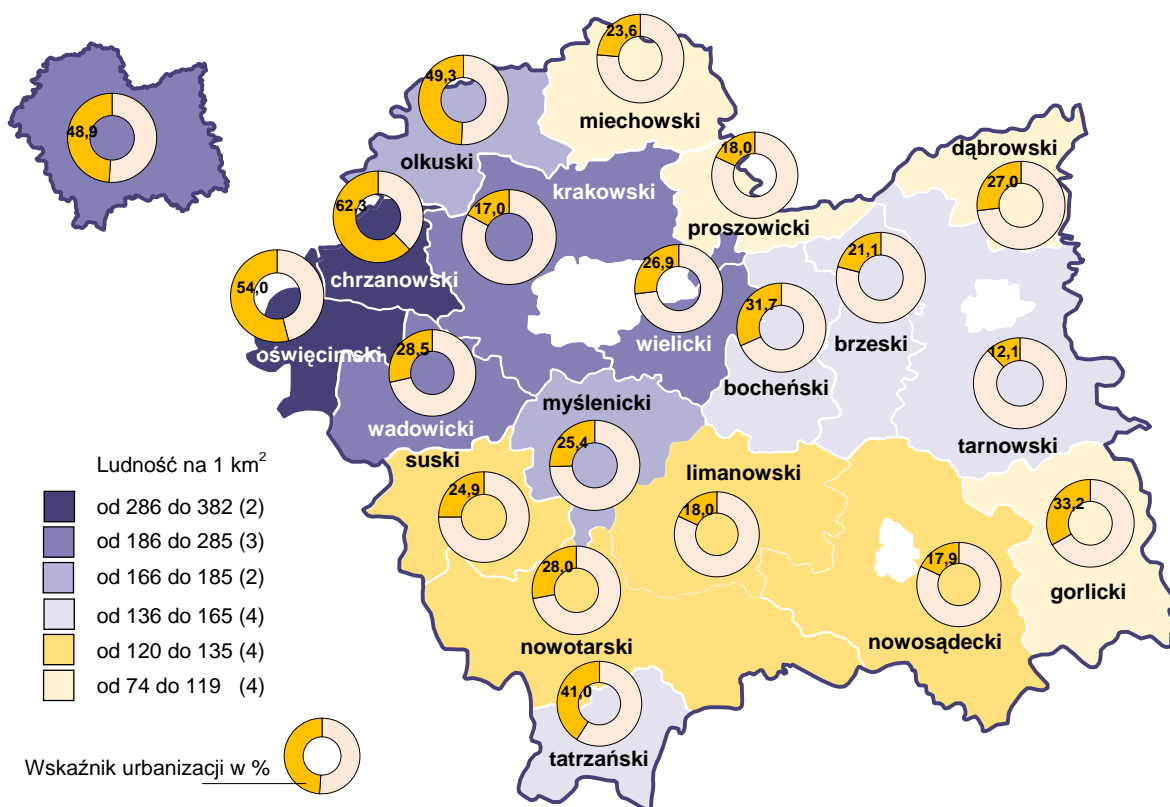 23,6
miechowski
49,3
olkuski
48,9
18,0
proszowicki
dąbrowski
27,0
krakowski
17,0
62,3
chrzanowski
21,1
brzeski
26,9
wielicki
54,0
oświęcimski
31,7
bocheński
28,5
wadowicki
12,1
tarnowski
myślenicki
25,4
suski
24,9
limanowski
18,0
33,2
gorlicki
28,0
nowotarski
17,9
nowosądecki
41,0
tatrzański
Ludność na 1 km²
od 286 do 382 (2)
od 186 do 285 (3)
od 166 do 185 (2)
od 136 do 165 (4)
od 120 do 135 (4)
od 74 do 119 (4)
Wskaźnik urbanizacji w %